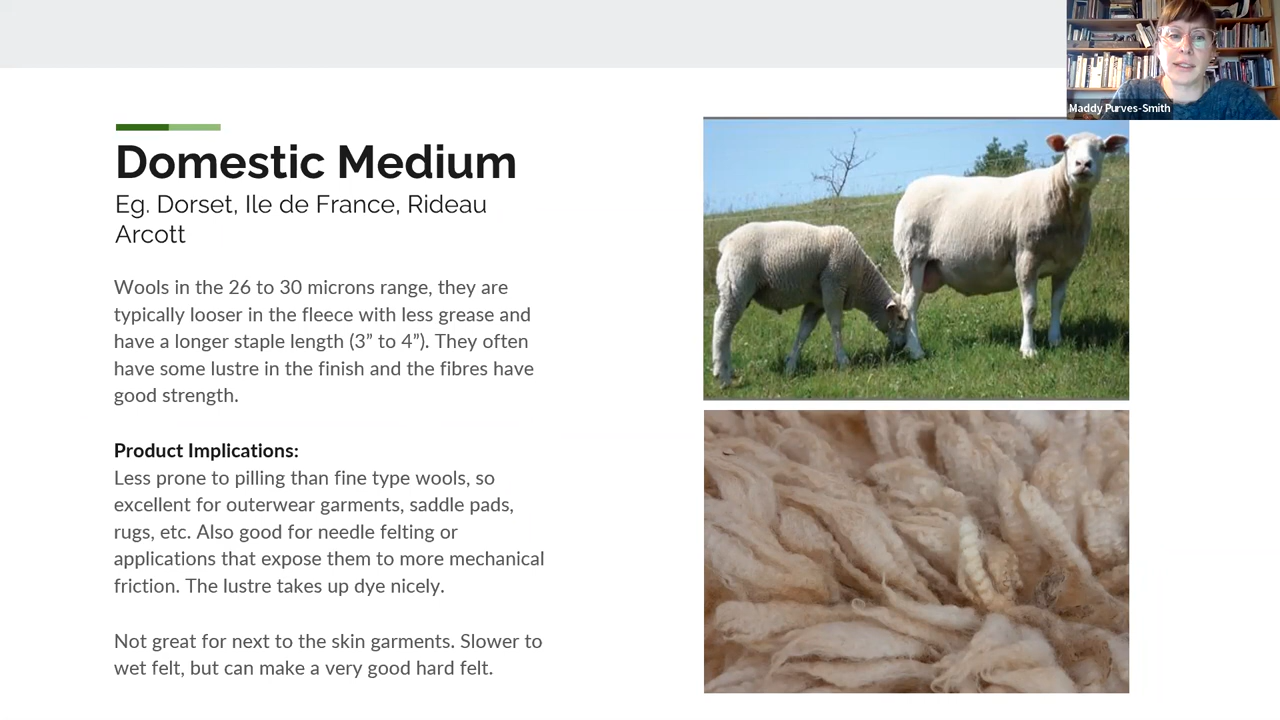 Maddy Purves-Smith
Domestic Medium
Eg. Dorset, Ile de France, Rideau
Arcott
Wools in the 26 to 30 microns range, they are
typically looser in the fleece with less grease and
have a longer staple length (3” to 4”). They often
have some lustre in the finish and the fibres have
good strength.
Product Implications:
Less prone to pilling than fine type wools, so
excellent for outerwear garments, saddle pads,
rugs, etc. Also good for needle felting or
applications that expose them to more mechanical
friction. The lustre takes up dye nicely.
Not great for next to the skin garments. Slower to
wet felt, but can make a very good hard felt.